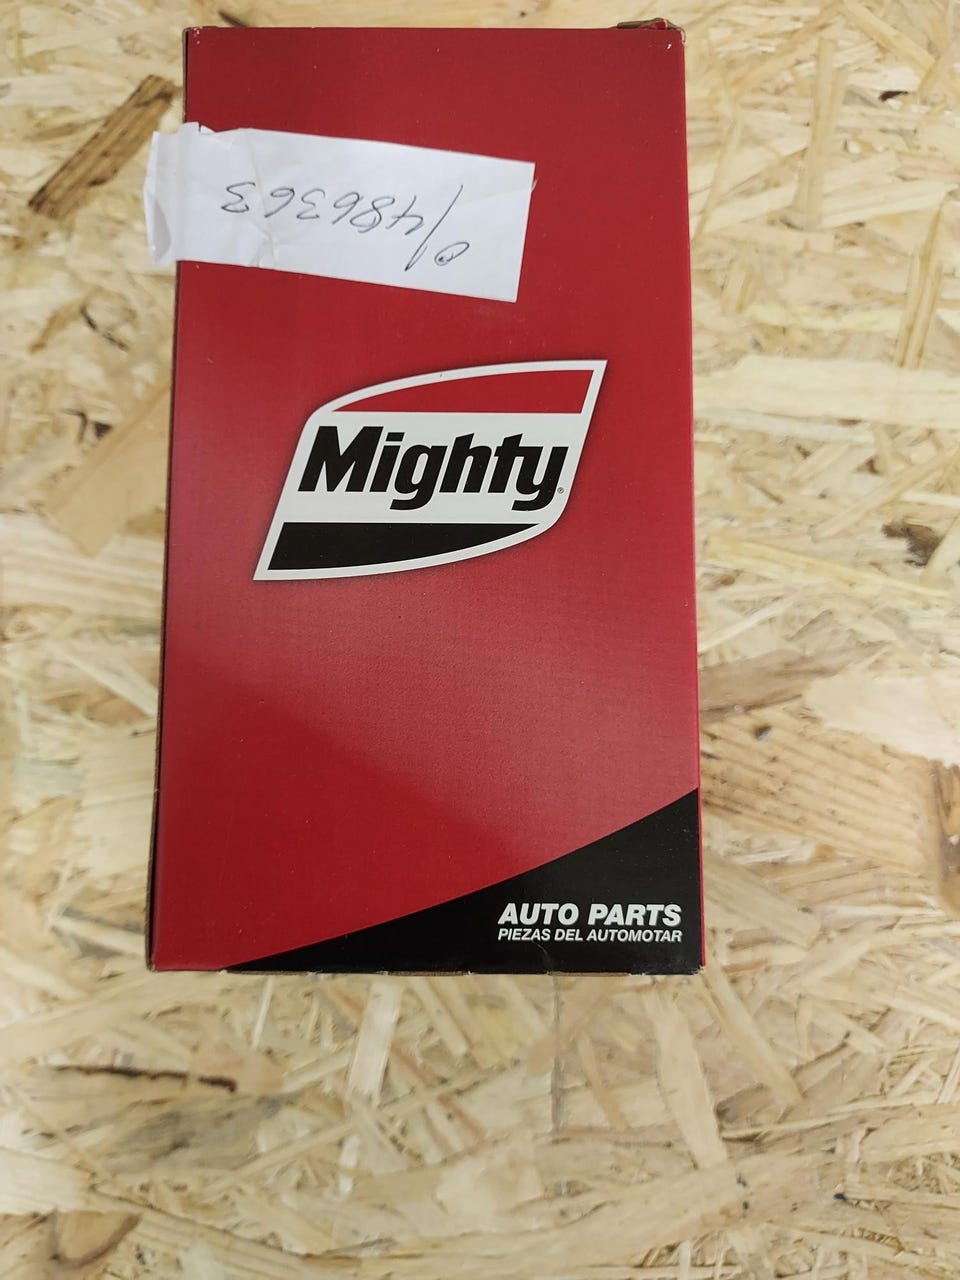 0/486363
Mighty®
AUTO PARTS
PIEZAS DEL AUTOMOTAR